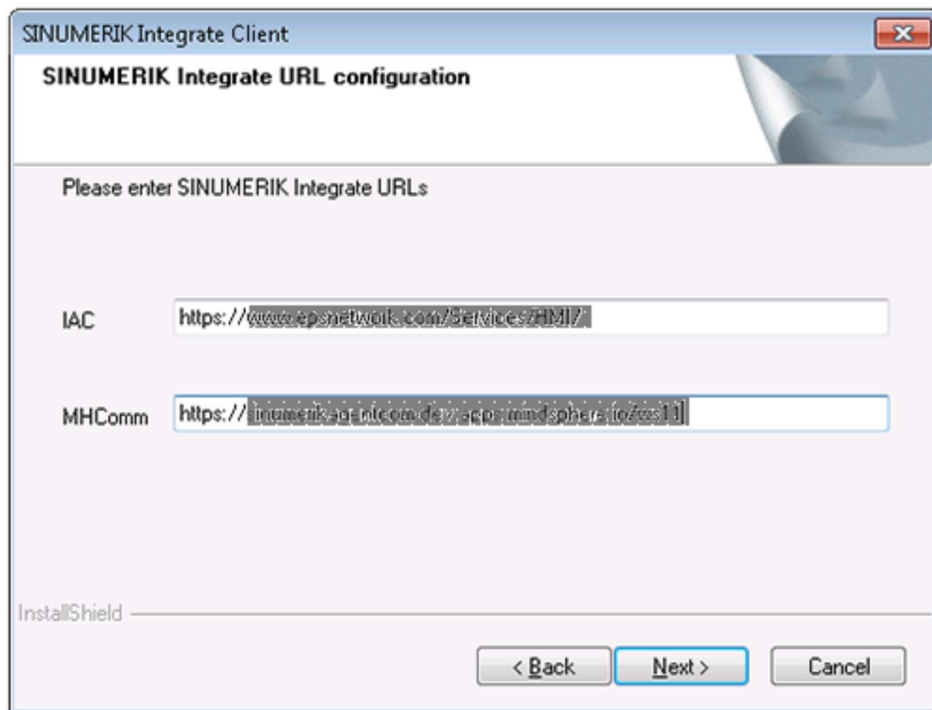 SINUMERIK Integrate Client
SINUMERIK Integrate URL configuration
Please enter SINUMERIK Integrate URLs
IAC https://www.epsnetwork.com/Services/HMI/
MHComm https://
InstallShield
< Back Next > Cancel